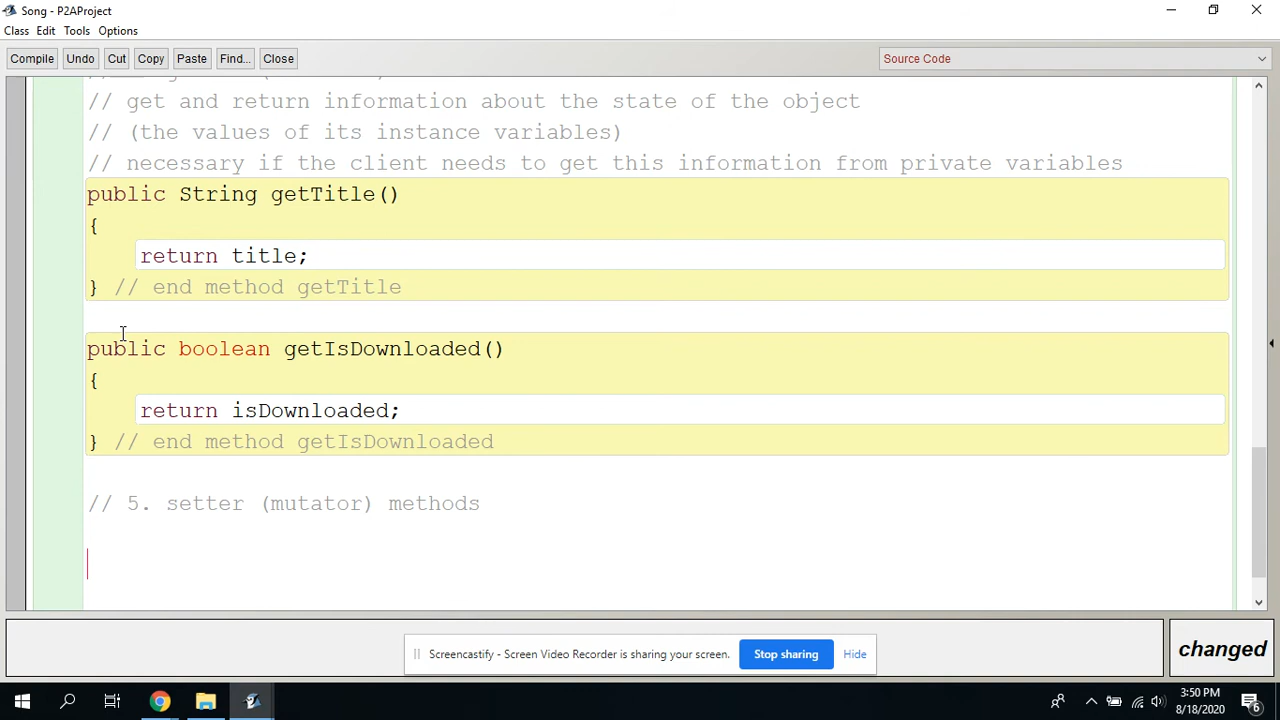 Song - P2AProject
Class Edit Tools Options
Compile Undo Cut Copy Paste Find... Close Source Code
// get and return information about the state of the object
// (the values of its instance variables)
// necessary if the client needs to get this information from private variables
public String getTitle()
{
return title;
} // end method getTitle
public boolean getIsDownloaded()
{
return isDownloaded;
} // end method getIsDownloaded
// 5. setter (mutator) methods
Screencastify - Screen Video Recorder is sharing your screen. Stop sharing Hide
changed
3:50 PM
8/18/2020
6